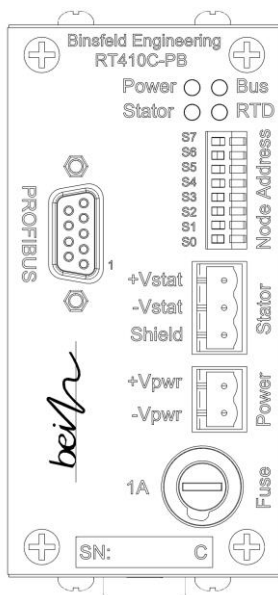 Binsfeld Engineering
RT410C-PB
Power
Bus
Stator
RTD
S7
S6
S5
S4
S3
S2
S1
S0
Node Address
PROFIBUS
1
+Vstat
-Vstat
Shield
Stator
+Vpwr
-Vpwr
Power
bei
1A
Fuse
SN:
C